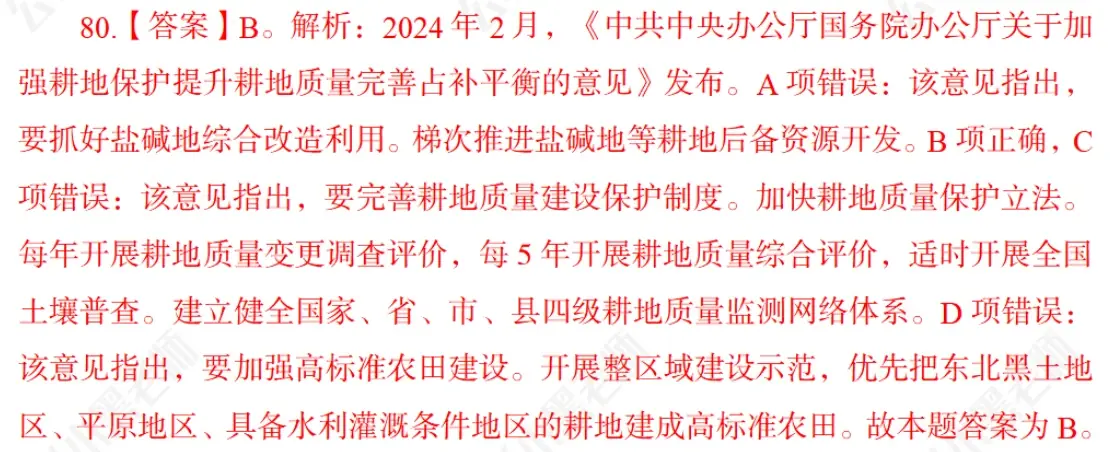 80.【答案】B。解析：2024 年 2 月，《中共中央办公厅国务院办公厅关于加
强耕地保护提升耕地质量完善占补平衡的意见》发布。A 项错误：该意见指出，
要抓好盐碱地综合改造利用。梯次推进盐碱地等耕地后备资源开发。B 项正确，C
项错误：该意见指出，要完善耕地质量建设保护制度。加快耕地质量保护立法。
每年开展耕地质量变更调查评价，每 5 年开展耕地质量综合评价，适时开展全国
土壤普查。建立健全国家、省、市、县四级耕地质量监测网络体系。D 项错误：
该意见指出，要加强高标准农田建设。开展整区域建设示范，优先把东北黑土地
区、平原地区、具备水利灌溉条件地区的耕地建成高标准农田。故本题答案为 B。